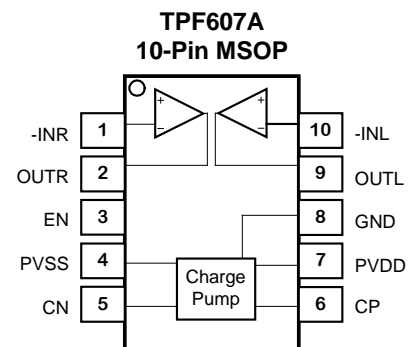 TPF607A
10-Pin MSOP
-INR 1 + − + − 10 -INL
OUTR 2 9 OUTL
EN 3 8 GND
PVSS 4 7 PVDD
Charge
Pump
CN 5 6 CP